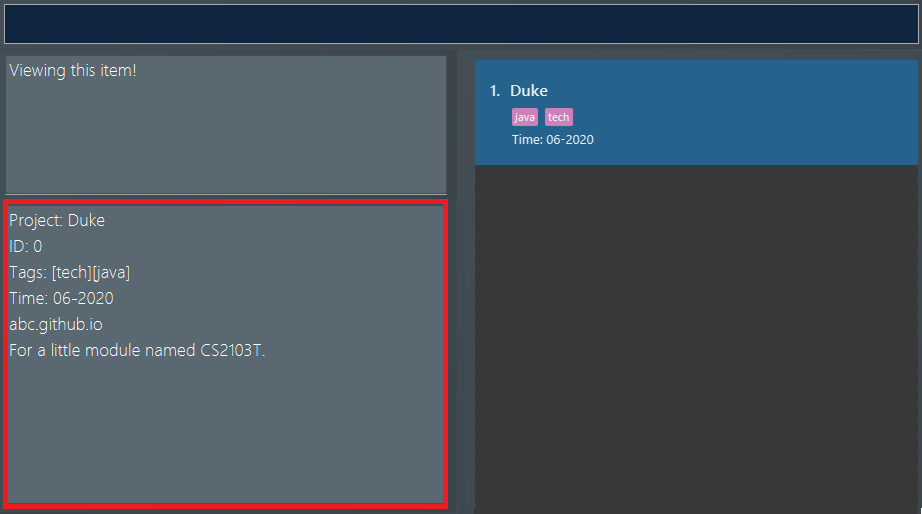 Viewing this item!
Project: Duke
ID: 0
Tags: [tech][java]
Time: 06-2020
abc.github.io
For a little module named CS2103T.
1. Duke
java tech
Time: 06-2020